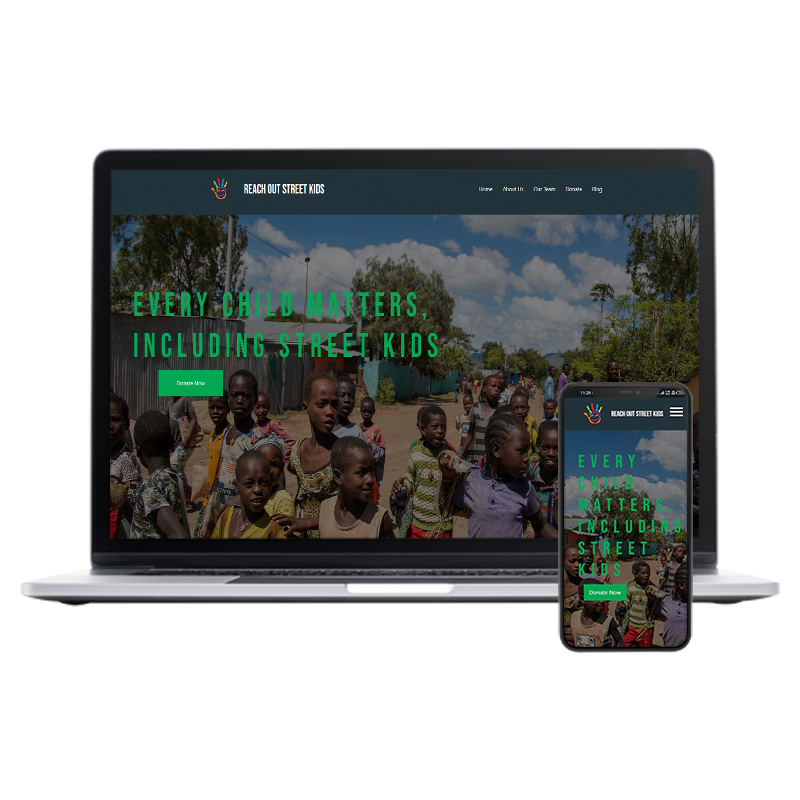 REACH OUT STREET KIDS
Home About Us Our Team Donate Blog
EVERY CHILD MATTERS,
INCLUDING STREET KIDS
Donate Now
11:29
REACH OUT STREET KIDS
EVERY
CHILD
MATTERS,
INCLUDING
STREET
KIDS
Donate Now